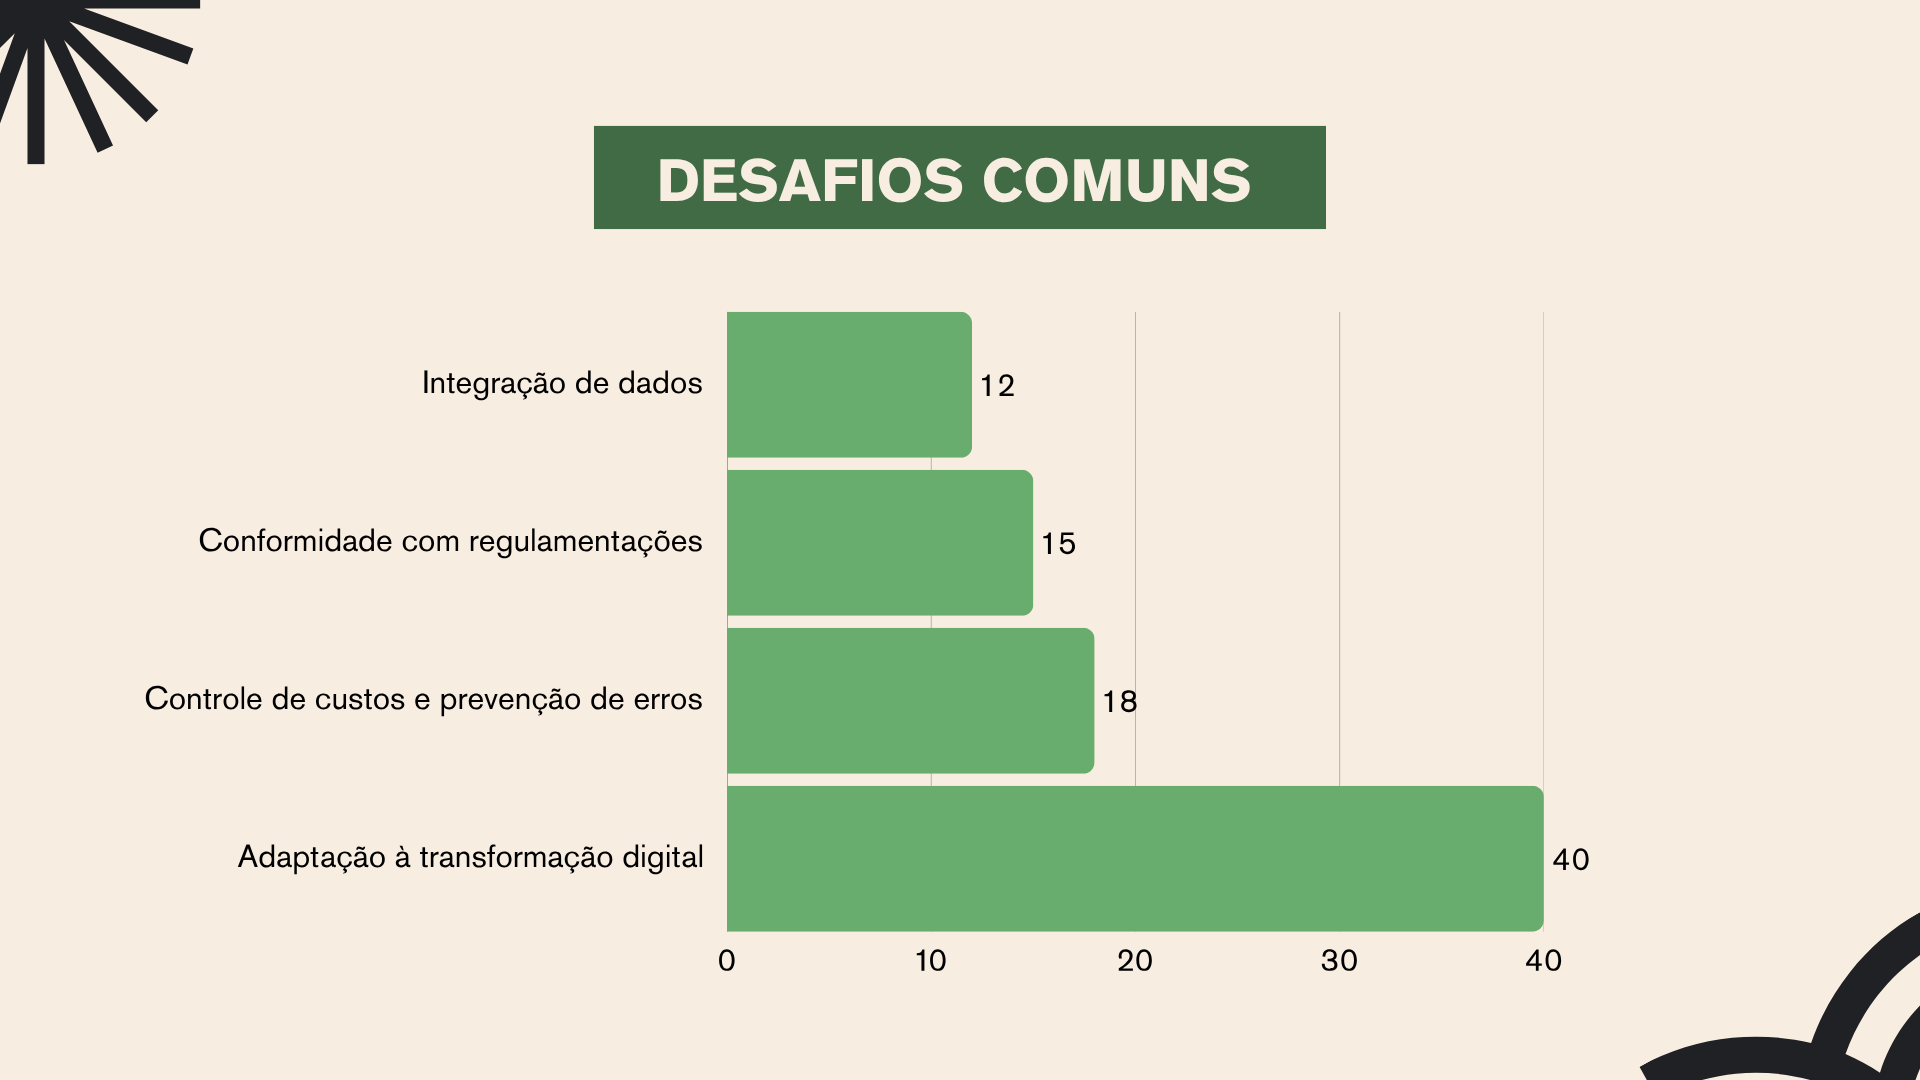 DESAFIOS COMUNS
Integração de dados
12
Conformidade com regulamentações
15
Controle de custos e prevenção de erros
18
Adaptação à transformação digital
40
0 10 20 30 40